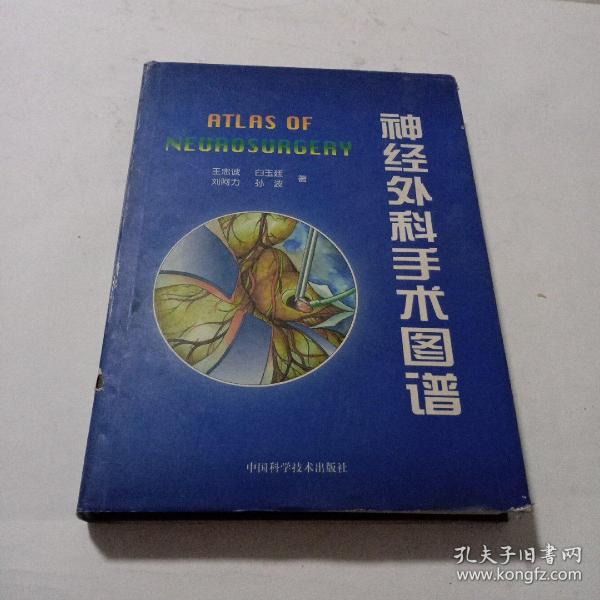 ATLAS OF
NEUROSURGERY
王忠诚 白玉廷
刘阿力 孙波 著
神经外科手术图谱
中国科学技术出版社
孔夫子旧书网
www.kongfz.com